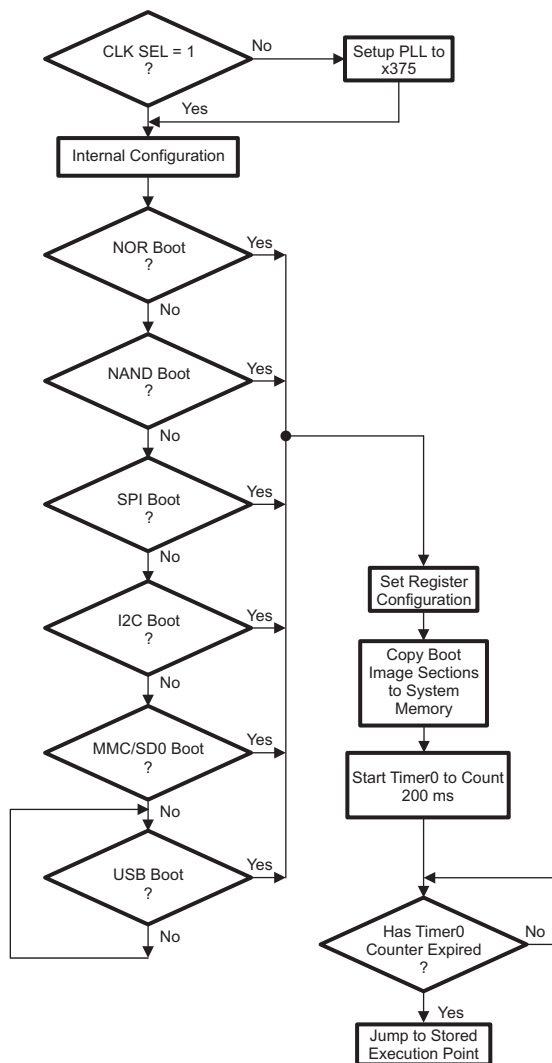 CLK SEL = 1
?
No
Setup PLL to
x375
Yes
Internal Configuration
NOR Boot
?
Yes
No
NAND Boot
?
Yes
No
SPI Boot
?
Yes
No
I2C Boot
?
Yes
No
MMC/SD0 Boot
?
Yes
No
USB Boot
?
Yes
No
Set Register
Configuration
Copy Boot
Image Sections
to System
Memory
Start Timer0 to Count
200 ms
Has Timer0
Counter Expired
?
No
Yes
Jump to Stored
Execution Point